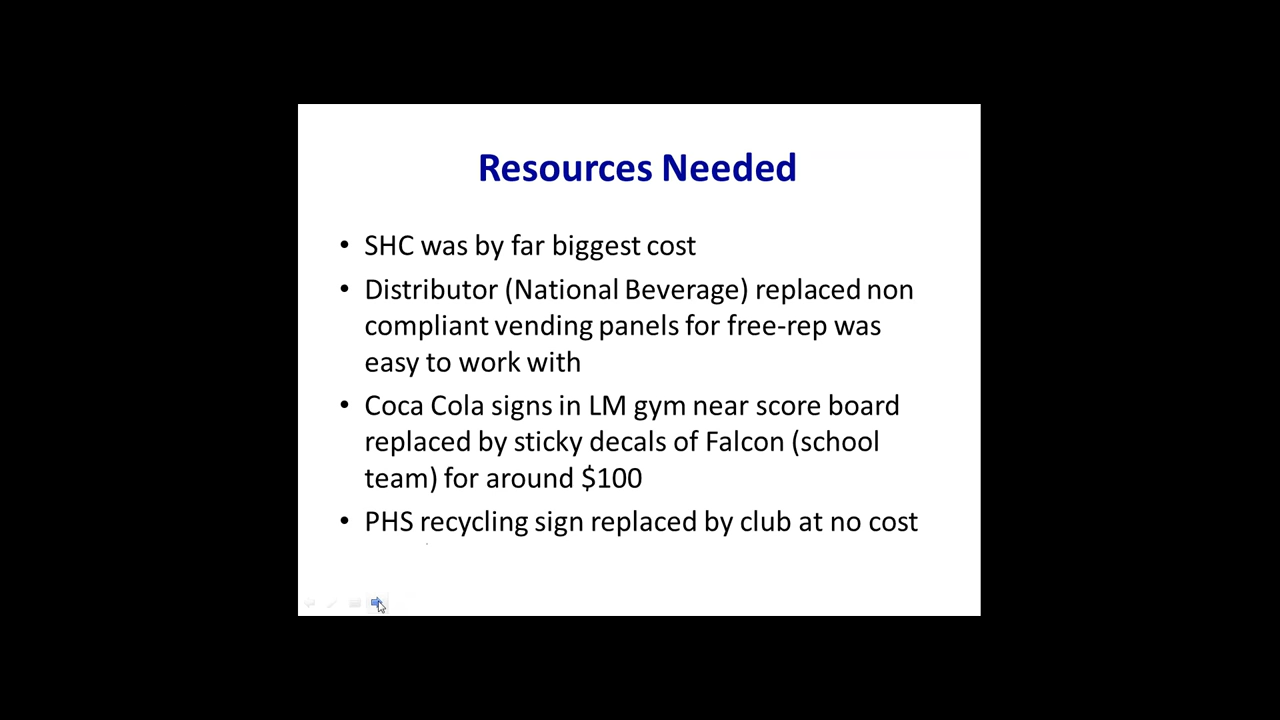 Resources Needed
• SHC was by far biggest cost
• Distributor (National Beverage) replaced non
compliant vending panels for free-rep was
easy to work with
• Coca Cola signs in LM gym near score board
replaced by sticky decals of Falcon (school
team) for around $100
• PHS recycling sign replaced by club at no cost